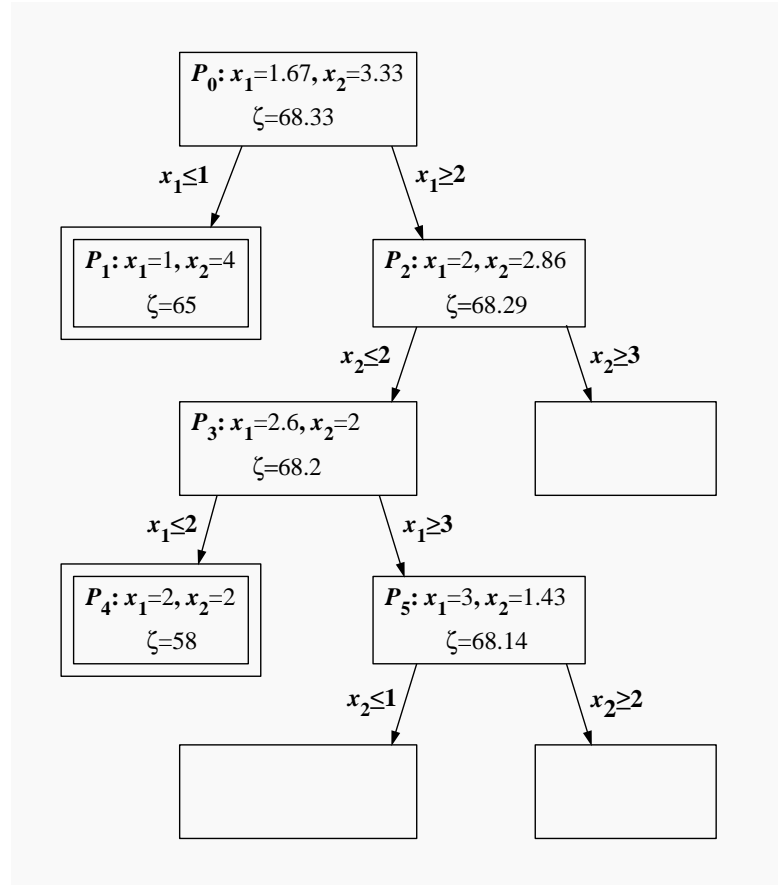 P0: x1=1.67, x2=3.33
ζ=68.33
x1≤1
x1≥2
P1: x1=1, x2=4
ζ=65
P2: x1=2, x2=2.86
ζ=68.29
x2≤2
x2≥3
P3: x1=2.6, x2=2
ζ=68.2
x1≤2
x1≥3
P4: x1=2, x2=2
ζ=58
P5: x1=3, x2=1.43
ζ=68.14
x2≤1
x2≥2